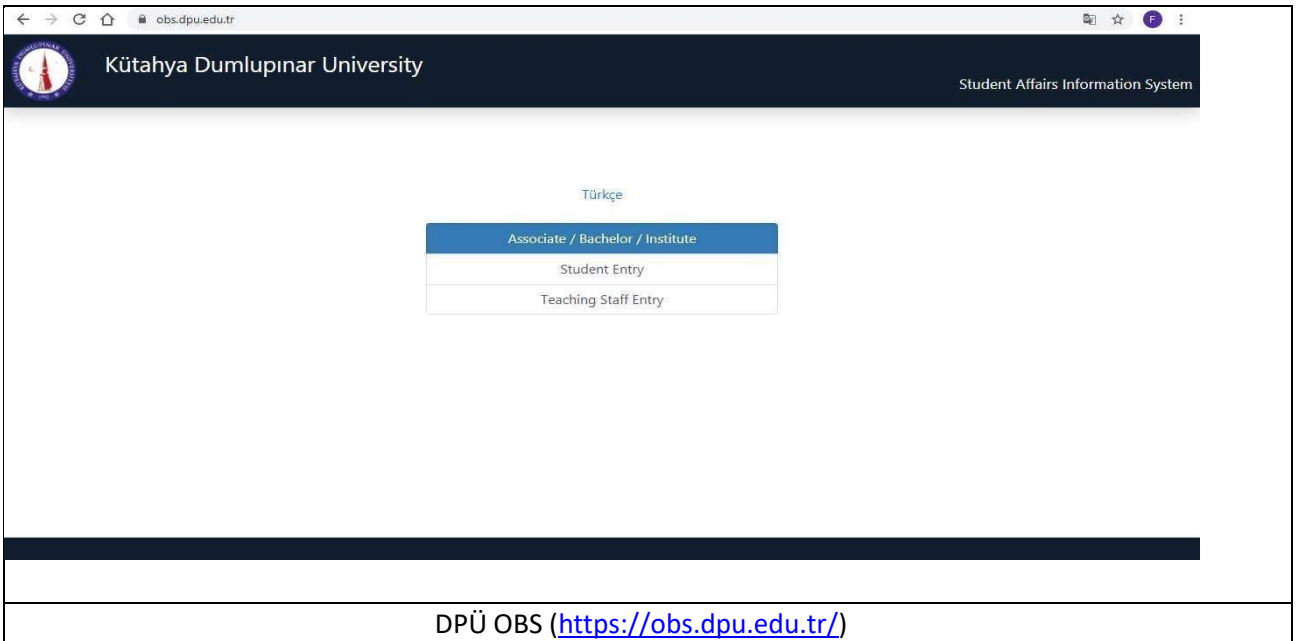 obs.dpu.edu.tr
F
Kütahya Dumlupınar University
Student Affairs Information System
Türkçe
Associate / Bachelor / Institute
Student Entry
Teaching Staff Entry
DPÜ OBS (https://obs.dpu.edu.tr/)